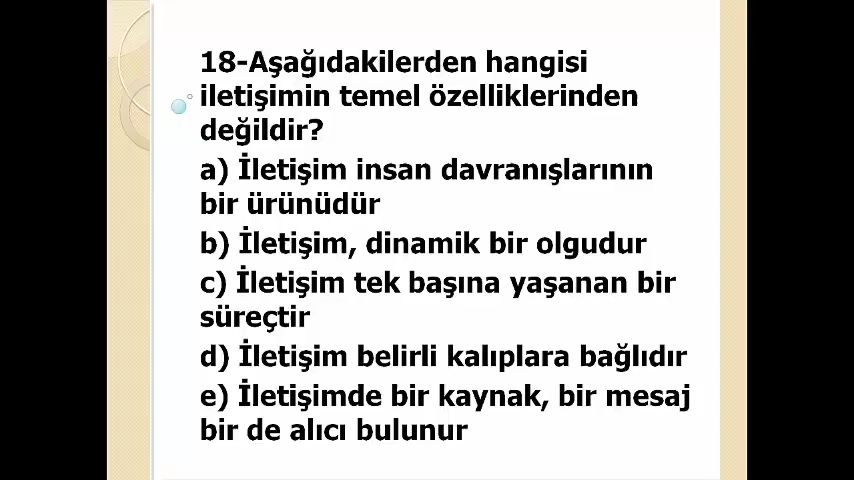 18-Aşağıdakilerden hangisi
iletişimin temel özelliklerinden
değildir?
a) İletişim insan davranışlarının
bir ürünüdür
b) İletişim, dinamik bir olgudur
c) İletişim tek başına yaşanan bir
süreçtir
d) İletişim belirli kalıplara bağlıdır
e) İletişimde bir kaynak, bir mesaj
bir de alıcı bulunur